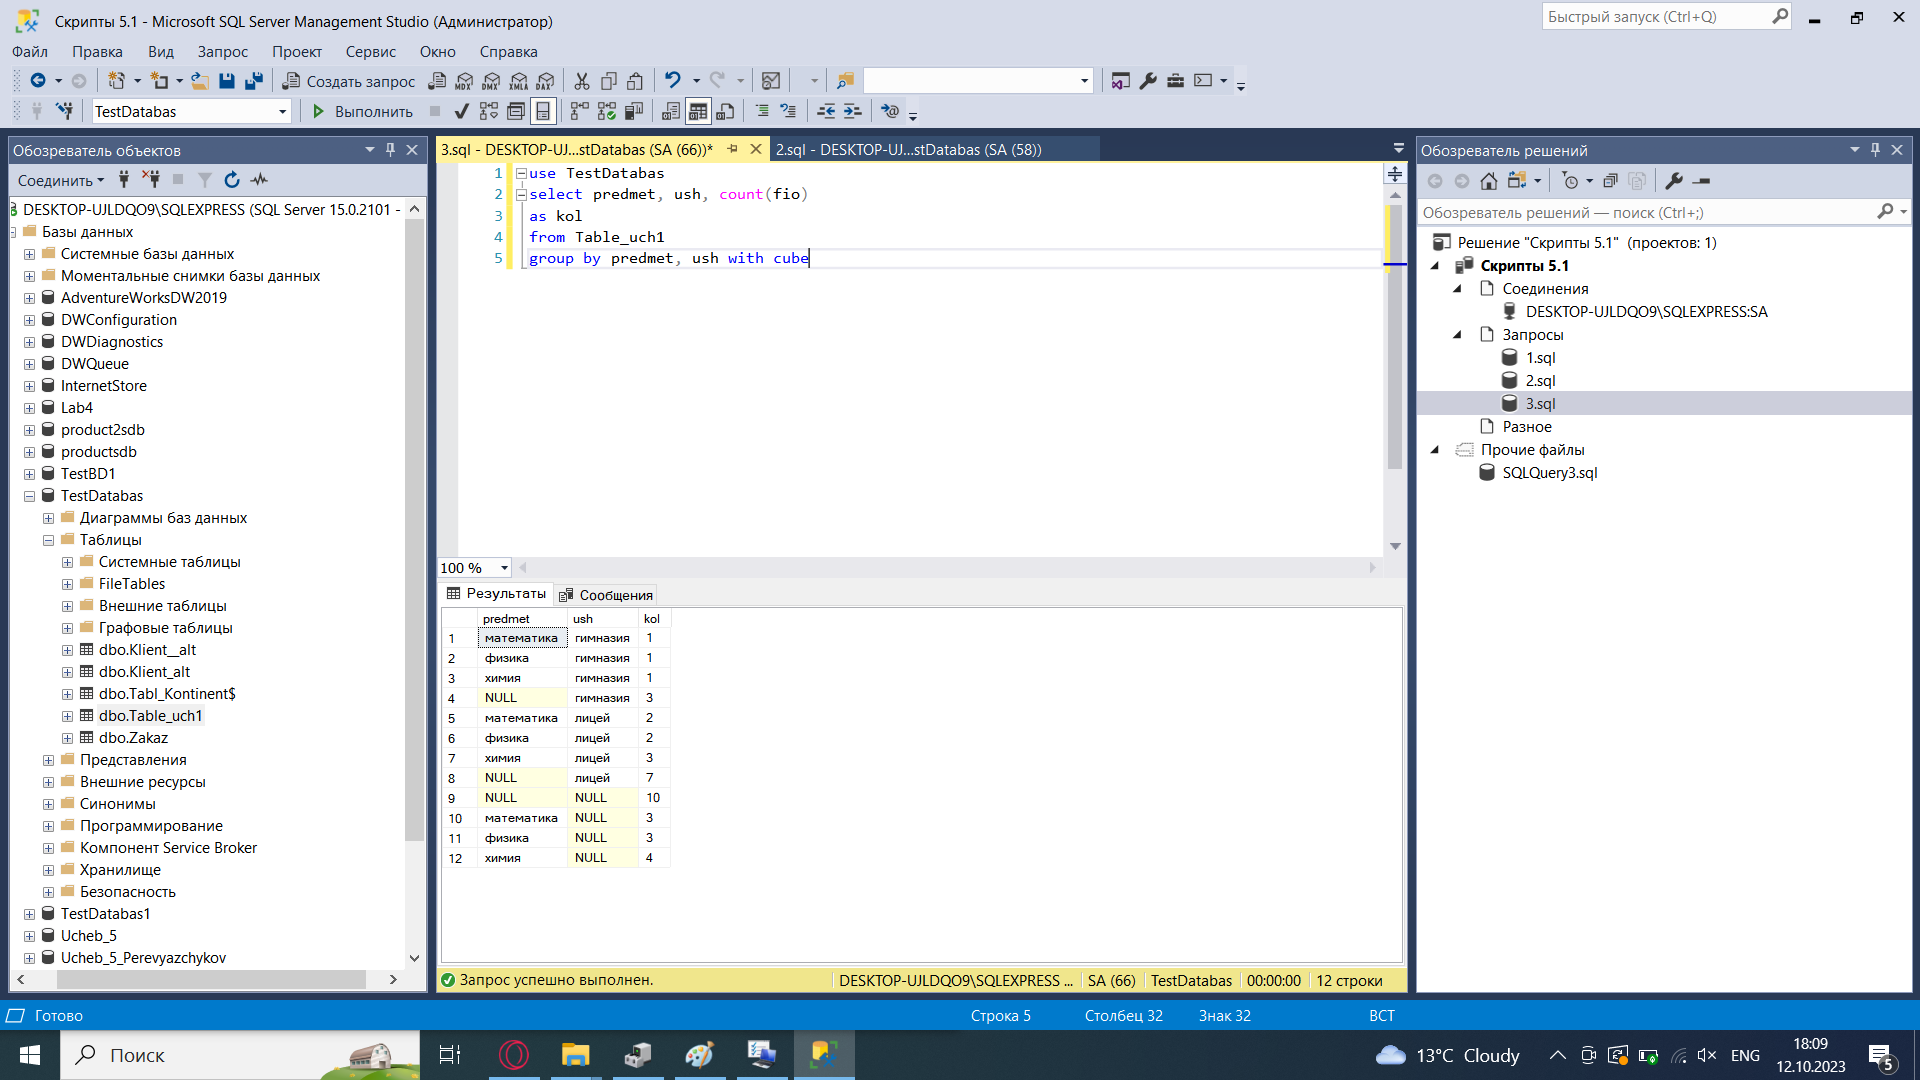 Скрипты 5.1 - Microsoft SQL Server Management Studio (Администратор)
Быстрый запуск (Ctrl+Q)
Файл Правка Вид Запрос Проект Сервис Окно Справка
Создать запрос MDX DMX XMLA DAX
TestDatabas Выполнить
Обозреватель объектов
Соединить
DESKTOP-UJLDQO9\SQLEXPRESS (SQL Server 15.0.2101 -
Базы данных
Системные базы данных
Моментальные снимки базы данных
AdventureWorksDW2019
DWConfiguration
DWDiagnostics
DWQueue
InternetStore
Lab4
product2sdb
productsdb
TestBD1
TestDatabas
Диаграммы баз данных
Таблицы
Системные таблицы
FileTables
Внешние таблицы
Графовые таблицы
dbo.Klient__alt
dbo.Klient_alt
dbo.Tabl_Kontinent$
dbo.Table_uch1
dbo.Zakaz
Представления
Внешние ресурсы
Синонимы
Программирование
Компонент Service Broker
Хранилище
Безопасность
TestDatabas1
Ucheb_5
Ucheb_5_Perevyazchykov
3.sql - DESKTOP-UJ...stDatabas (SA (66))* 2.sql - DESKTOP-UJ...stDatabas (SA (58))
1 use TestDatabas
2 select predmet, ush, count(fio)
3 as kol
4 from Table_uch1
5 group by predmet, ush with cube
100 %
Результаты Сообщения
predmet ush kol
1 математика гимназия 1
2 физика гимназия 1
3 химия гимназия 1
4 NULL гимназия 3
5 математика лицей 2
6 физика лицей 2
7 химия лицей 3
8 NULL лицей 7
9 NULL NULL 10
10 математика NULL 3
11 физика NULL 3
12 химия NULL 4
Запрос успешно выполнен. DESKTOP-UJLDQO9\SQLEXPRESS ... SA (66) TestDatabas 00:00:00 12 строки
Обозреватель решений
Обозреватель решений — поиск (Ctrl+;)
Решение "Скрипты 5.1" (проектов: 1)
Скрипты 5.1
Соединения
DESKTOP-UJLDQO9\SQLEXPRESS:SA
Запросы
1.sql
2.sql
3.sql
Разное
Прочие файлы
SQLQuery3.sql
Готово Строка 5 Столбец 32 Знак 32 ВСТ
Поиск
13°C Cloudy ENG
18:09
12.10.2023
5